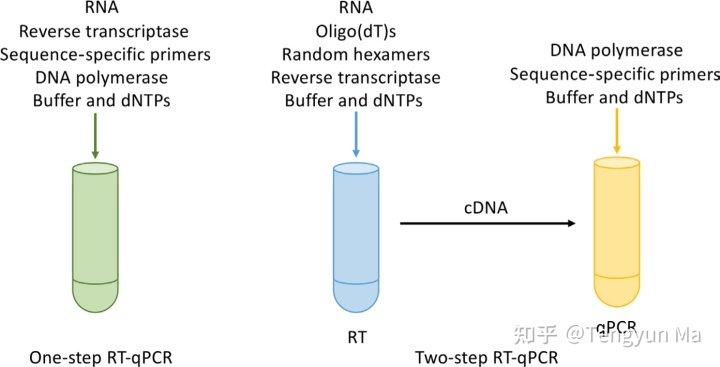 RNA
Reverse transcriptase
Sequence-specific primers
DNA polymerase
Buffer and dNTPs
RNA
Oligo(dT)s
Random hexamers
Reverse transcriptase
Buffer and dNTPs
DNA polymerase
Sequence-specific primers
Buffer and dNTPs
cDNA
RT
qPCR
知乎 @Tengyun Ma
One-step RT-qPCR
Two-step RT-qPCR